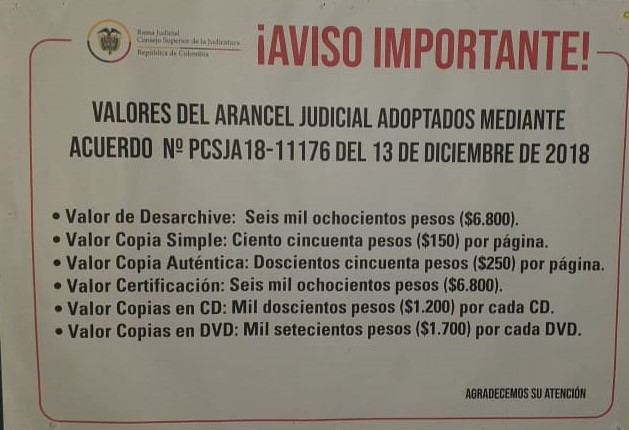 Rama Judicial
Consejo Superior de la Judicatura
República de Colombia
¡AVISO IMPORTANTE!
VALORES DEL ARANCEL JUDICIAL ADOPTADOS MEDIANTE
ACUERDO Nº PCSJA18-11176 DEL 13 DE DICIEMBRE DE 2018
• Valor de Desarchive: Seis mil ochocientos pesos ($6.800).
• Valor Copia Simple: Ciento cincuenta pesos ($150) por página.
• Valor Copia Auténtica: Doscientos cincuenta pesos ($250) por página.
• Valor Certificación: Seis mil ochocientos pesos ($6.800).
• Valor Copias en CD: Mil doscientos pesos ($1.200) por cada CD.
• Valor Copias en DVD: Mil setecientos pesos ($1.700) por cada DVD.
AGRADECEMOS SU ATENCIÓN